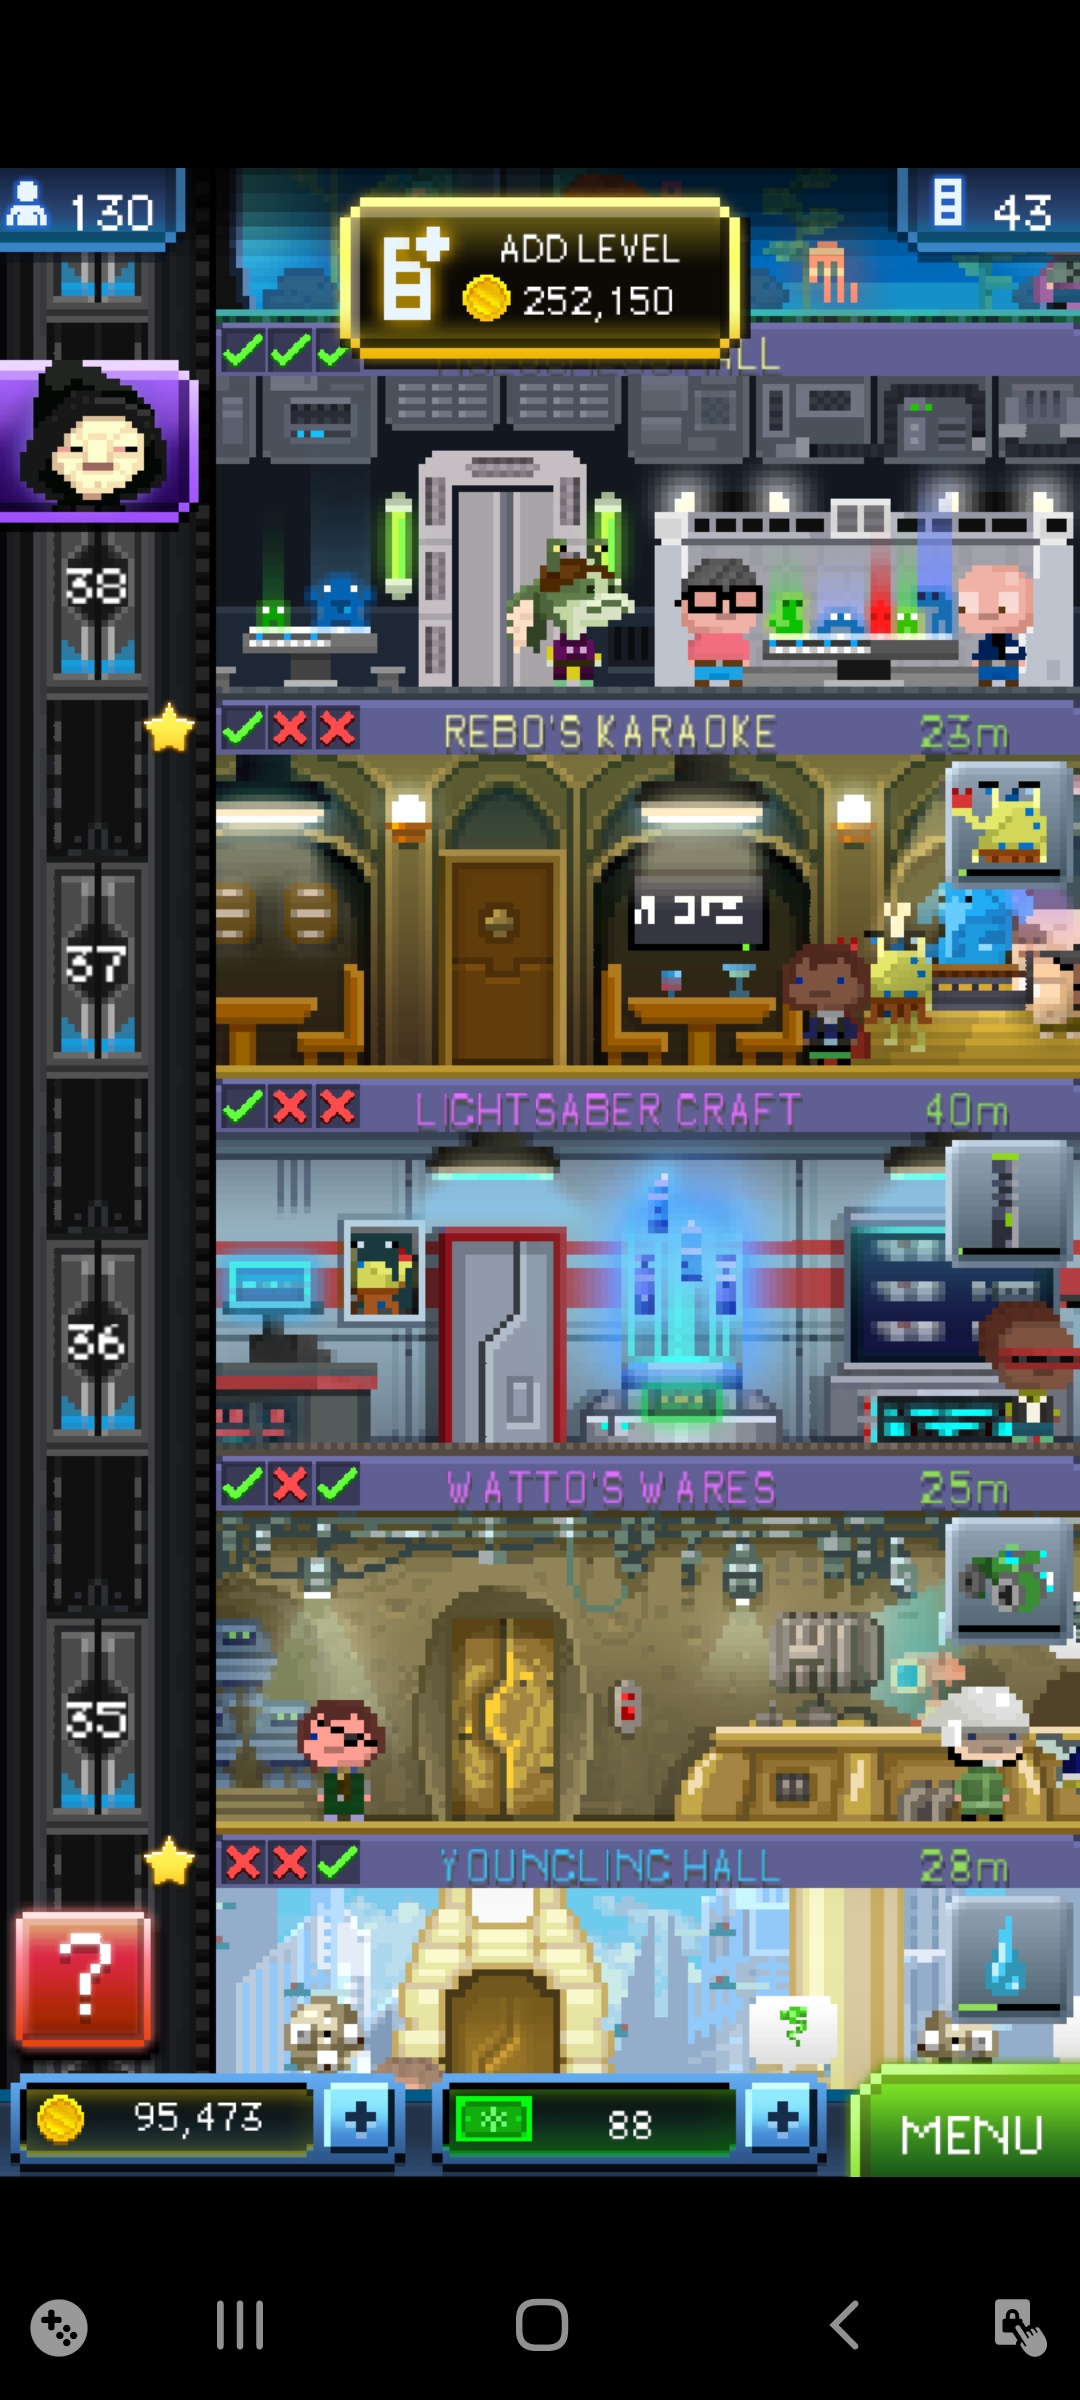 130
ADD LEVEL
252,150
43
ALL
38
REBO'S KARAOKE 23m
37
LIGHTSABER CRAFT 40m
36
WATTO'S WARES 25m
35
YOUNGLING HALL 28m
?
95,473 + 88 + MENU